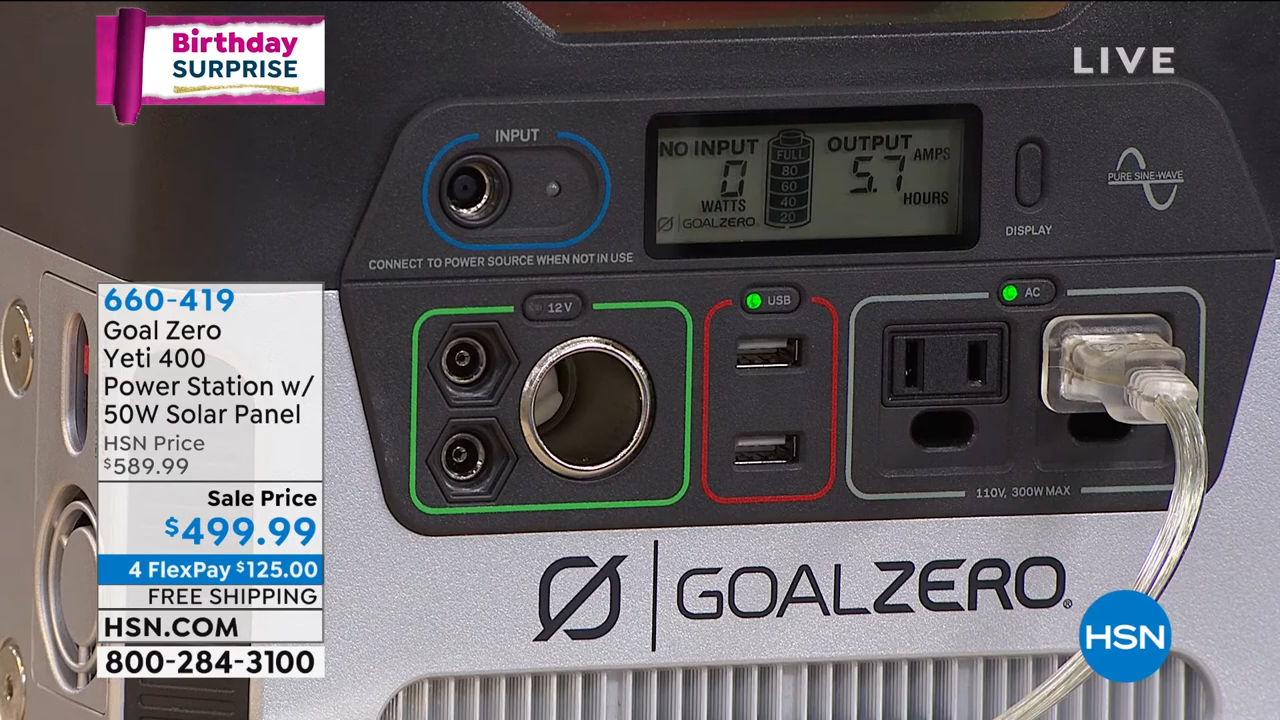 Birthday
SURPRISE
LIVE
INPUT
CONNECT TO POWER SOURCE WHEN NOT IN USE
NO INPUT
0
WATTS
GOALZERO
FULL
80
60
40
20
OUTPUT
5.7 AMPS
HOURS
DISPLAY
PURE SINE-WAVE
12V
USB
AC
110V, 300W MAX
GOALZERO®
660-419
Goal Zero
Yeti 400
Power Station w/
50W Solar Panel
HSN Price
$589.99
Sale Price
$499.99
4 FlexPay $125.00
FREE SHIPPING
HSN.COM
800-284-3100
HSN